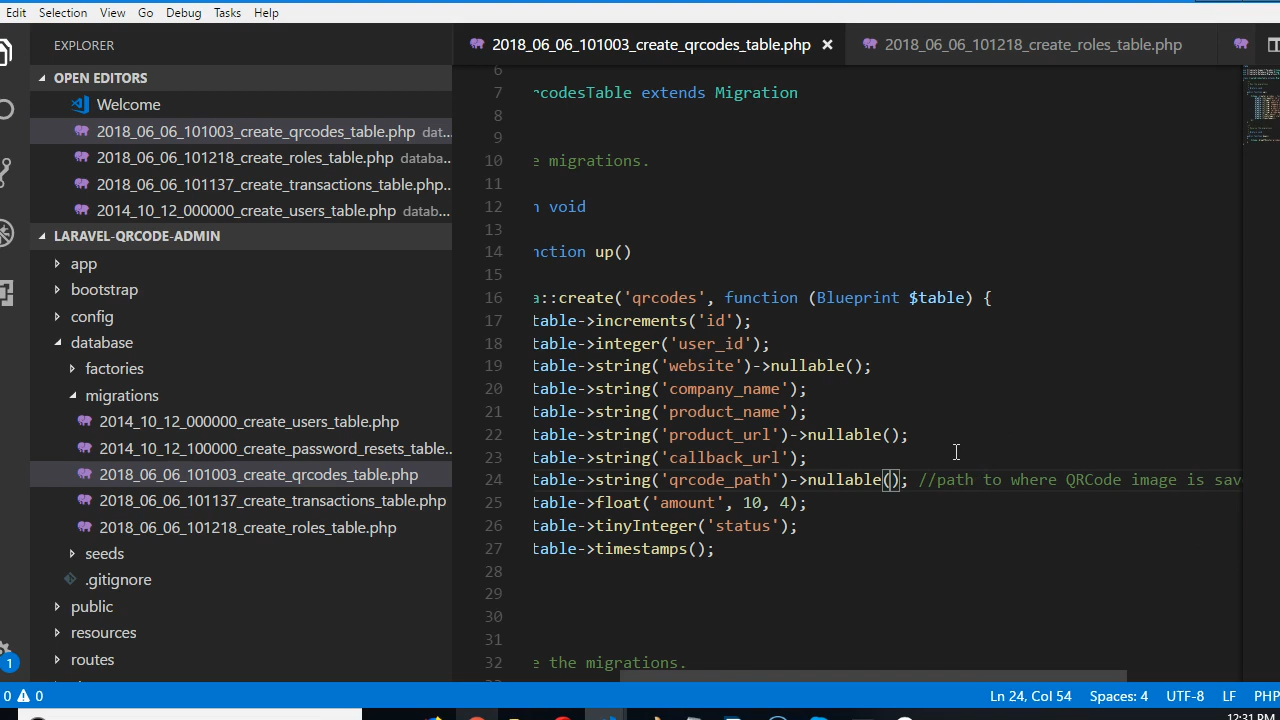 Edit Selection View Go Debug Tasks Help
EXPLORER
OPEN EDITORS
Welcome
2018_06_06_101003_create_qrcodes_table.php dat...
2018_06_06_101218_create_roles_table.php databa...
2018_06_06_101137_create_transactions_table.php...
2014_10_12_000000_create_users_table.php datab...
LARAVEL-QRCODE-ADMIN
app
bootstrap
config
database
factories
migrations
2014_10_12_000000_create_users_table.php
2014_10_12_100000_create_password_resets_table...
2018_06_06_101003_create_qrcodes_table.php
2018_06_06_101137_create_transactions_table.php
2018_06_06_101218_create_roles_table.php
seeds
.gitignore
public
resources
routes
1
2018_06_06_101003_create_qrcodes_table.php × 2018_06_06_101218_create_roles_table.php
6
7 rcodesTable extends Migration
8
9
10 e migrations.
11
12 n void
13
14 nction up()
15
16 a::create('qrcodes', function (Blueprint $table) {
17 table->increments('id');
18 table->integer('user_id');
19 table->string('website')->nullable();
20 table->string('company_name');
21 table->string('product_name');
22 table->string('product_url')->nullable();
23 table->string('callback_url');
24 table->string('qrcode_path')->nullable(); //path to where QRCode image is sav
25 table->float('amount', 10, 4);
26 table->tinyInteger('status');
27 table->timestamps();
28
29
30
31
32 e the migrations.
0 0 Ln 24, Col 54 Spaces: 4 UTF-8 LF PHP
12:31 PM